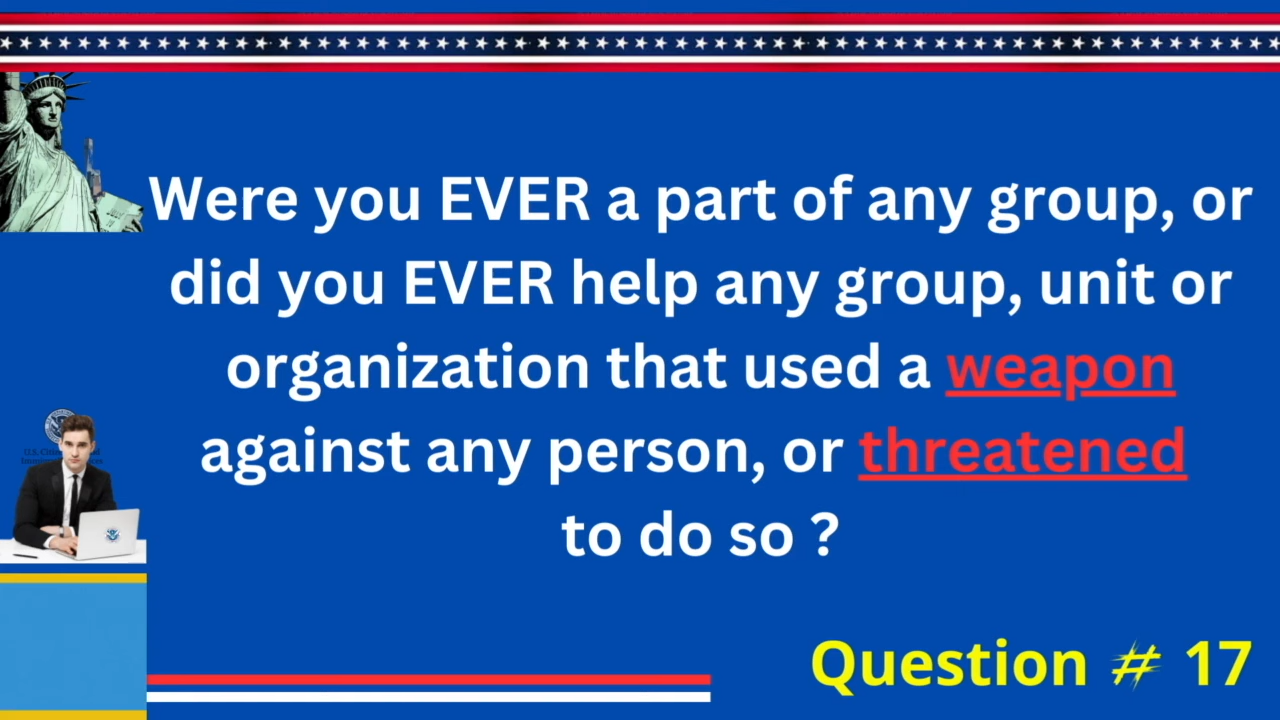 Were you EVER a part of any group, or
did you EVER help any group, unit or
organization that used a weapon
against any person, or threatened
to do so ?
Question # 17